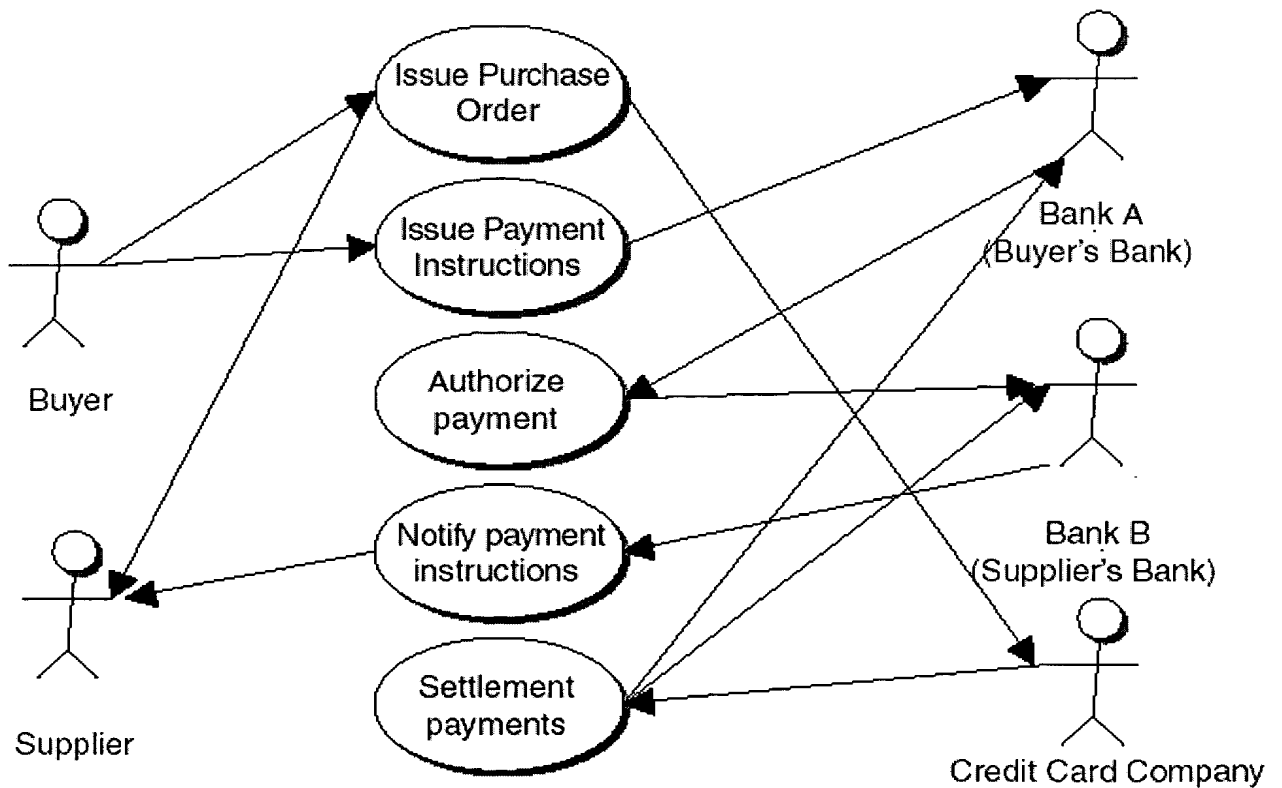 Issue Purchase
Order
Issue Payment
Instructions
Authorize
payment
Notify payment
instructions
Settlement
payments
Buyer
Supplier
Bank A
(Buyer's Bank)
Bank B
(Supplier's Bank)
Credit Card Company